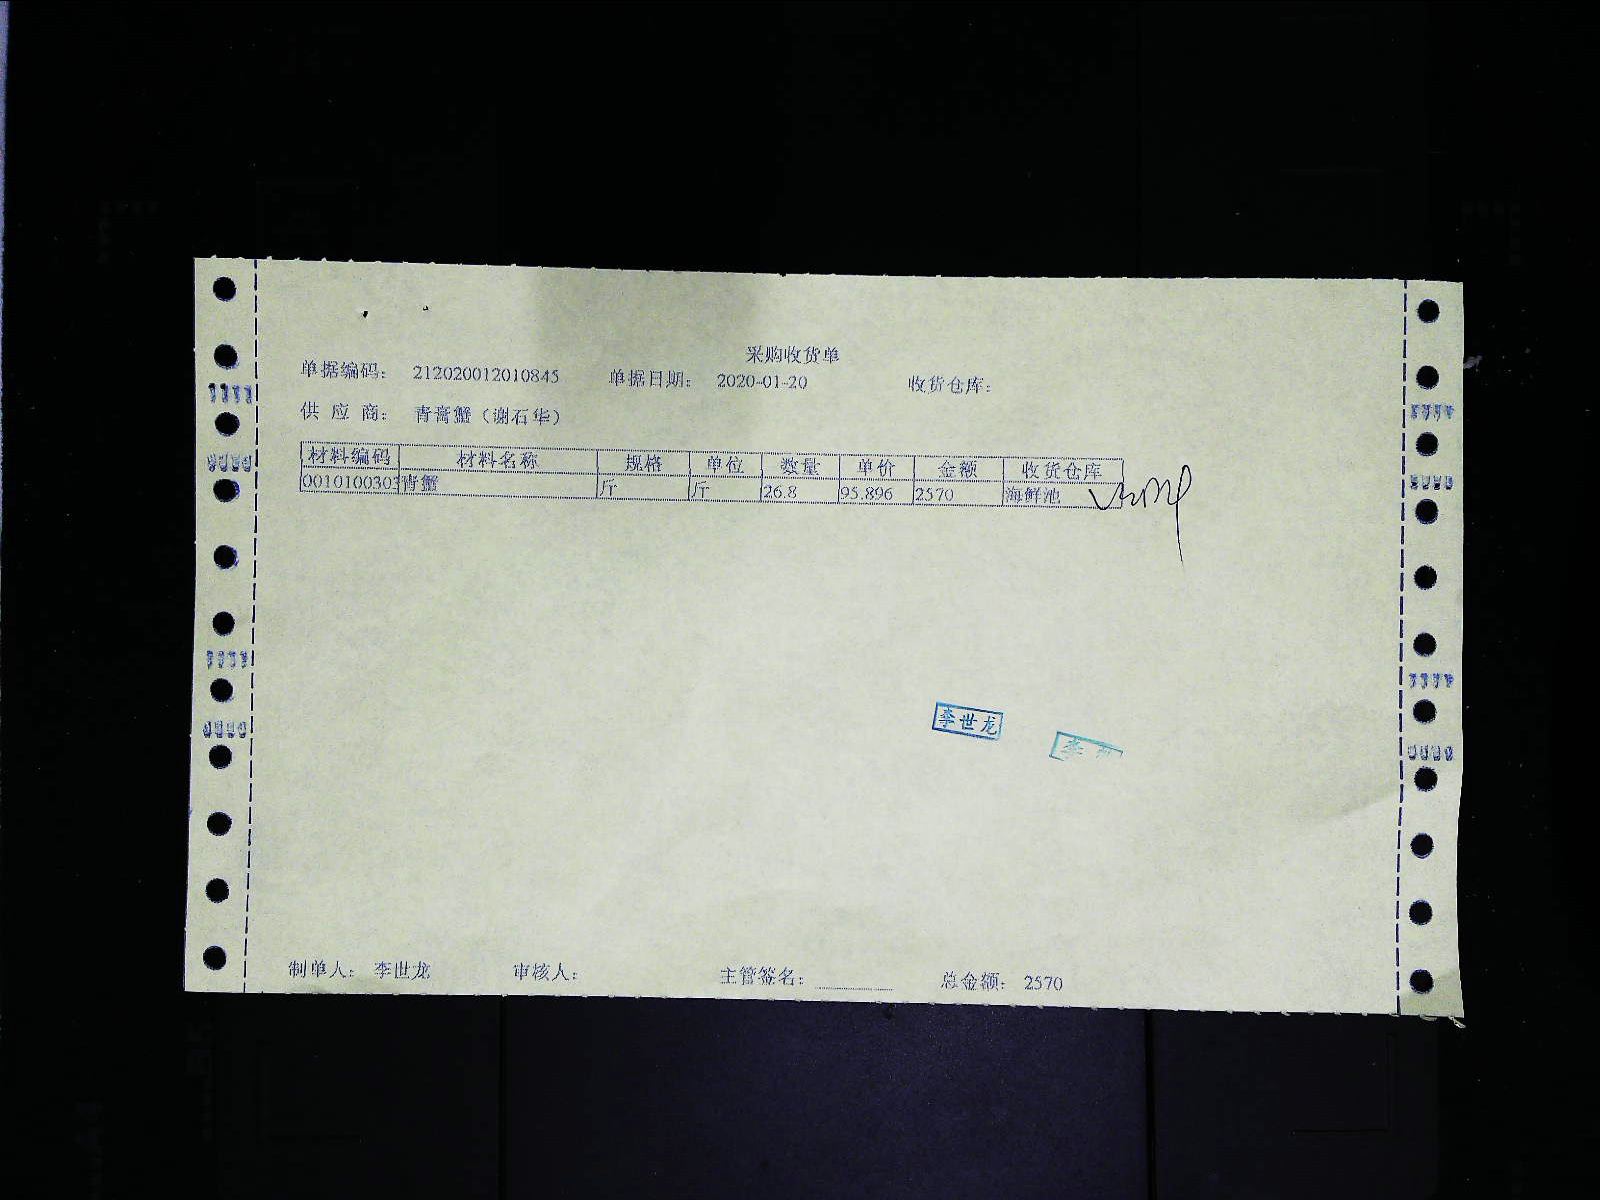 采购收货单
单据编码： 212020012010845 单据日期： 2020-01-20 收货仓库：
供 应 商： 青膏蟹（谢石华）
材料编码 材料名称 规格 单位 数量 单价 金额 收货仓库
0010100303 青蟹 斤 斤 26.8 95.896 2570 海鲜池
李世龙
李
制单人： 李世龙 审核人： 主管签名： 总金额： 2570